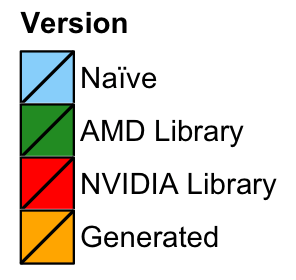 Version
Naïve
AMD Library
NVIDIA Library
Generated